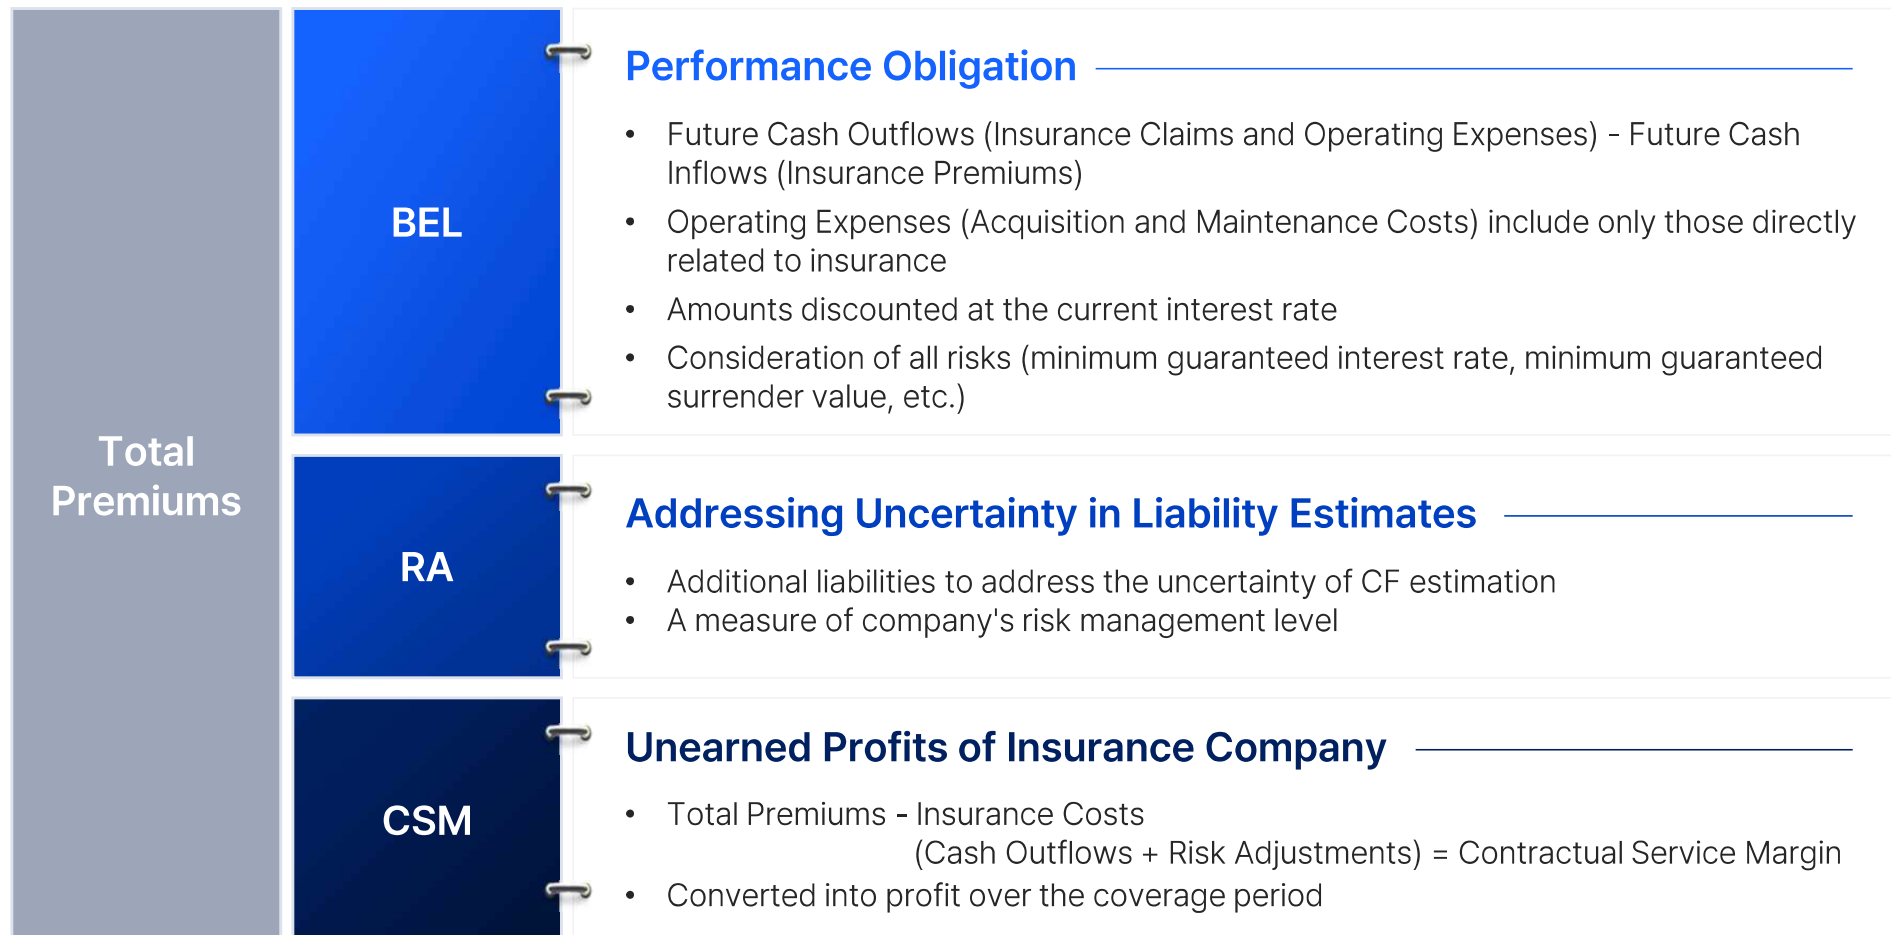 Total
Premiums
BEL
Performance Obligation
• Future Cash Outflows (Insurance Claims and Operating Expenses) - Future Cash
Inflows (Insurance Premiums)
• Operating Expenses (Acquisition and Maintenance Costs) include only those directly
related to insurance
• Amounts discounted at the current interest rate
• Consideration of all risks (minimum guaranteed interest rate, minimum guaranteed
surrender value, etc.)
RA
Addressing Uncertainty in Liability Estimates
• Additional liabilities to address the uncertainty of CF estimation
• A measure of company's risk management level
CSM
Unearned Profits of Insurance Company
• Total Premiums - Insurance Costs
(Cash Outflows + Risk Adjustments) = Contractual Service Margin
• Converted into profit over the coverage period